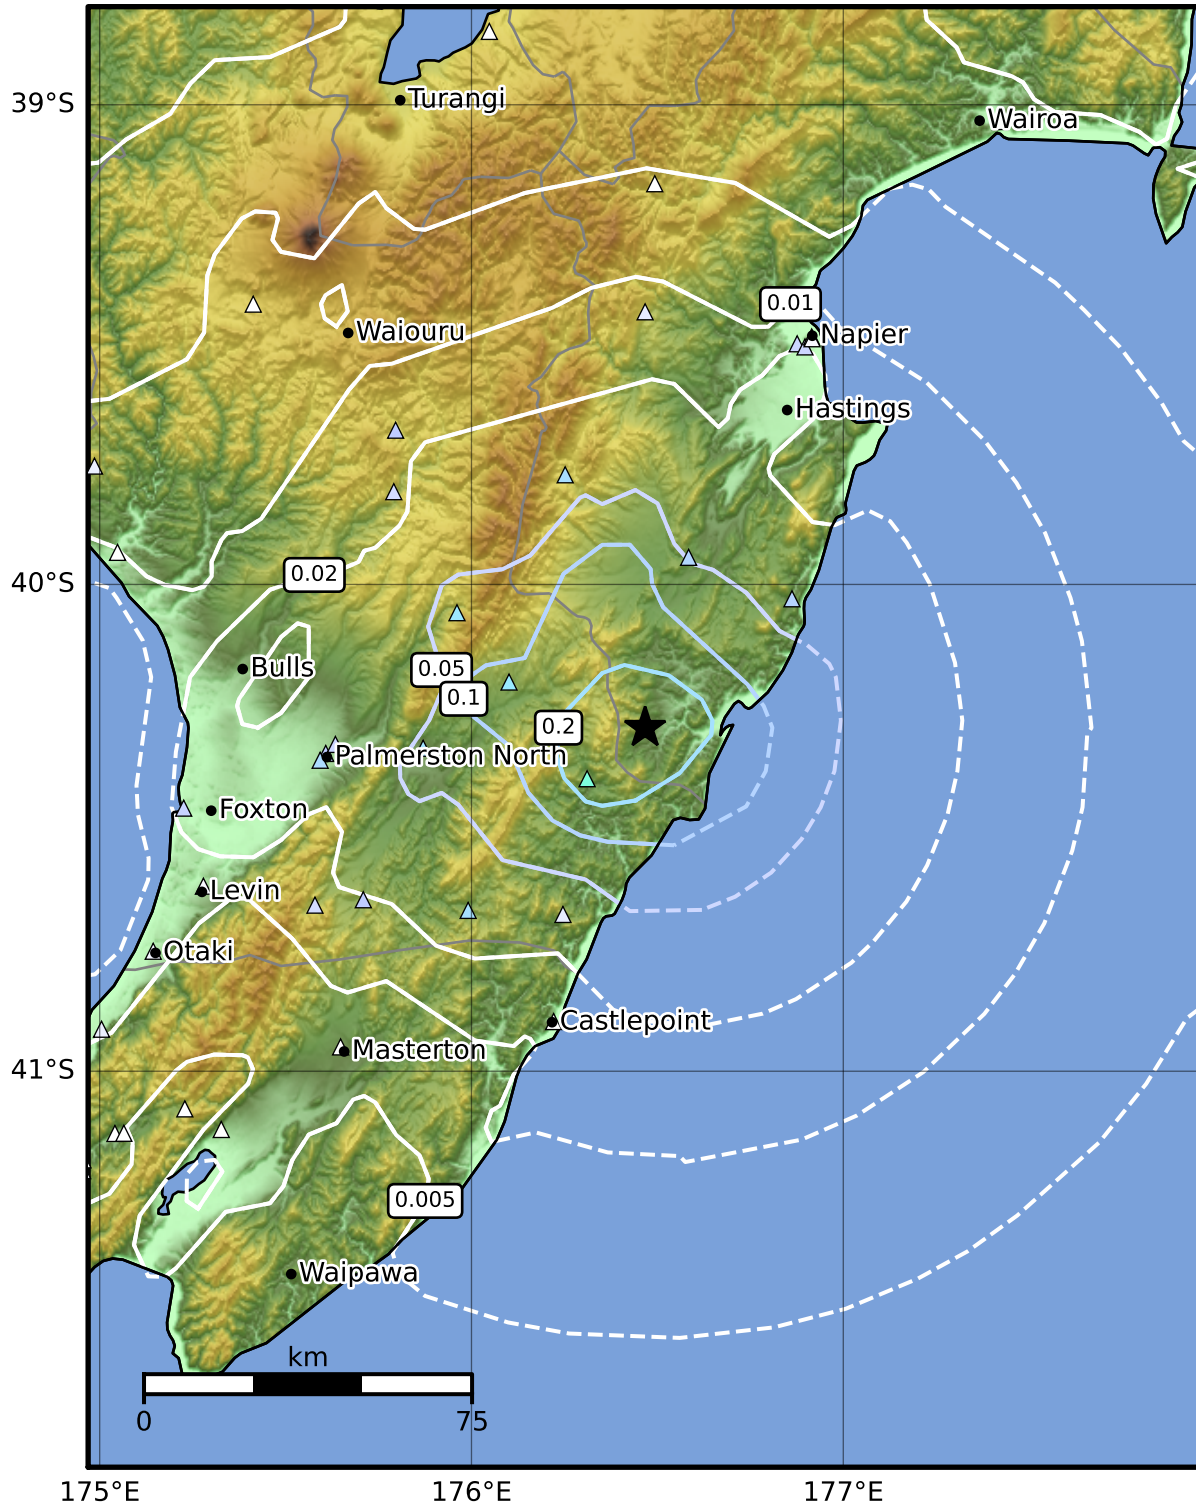 39°S
Turangi
Wairoa
0.01
Napier
Waiouru
Hastings
40°S
0.02
Bulls
0.05
0.1
0.2
Palmerston North
Foxton
Levin
Otaki
Castlepoint
41°S
Masterton
0.005
Waipawa
km
0 75
175°E 176°E 177°E